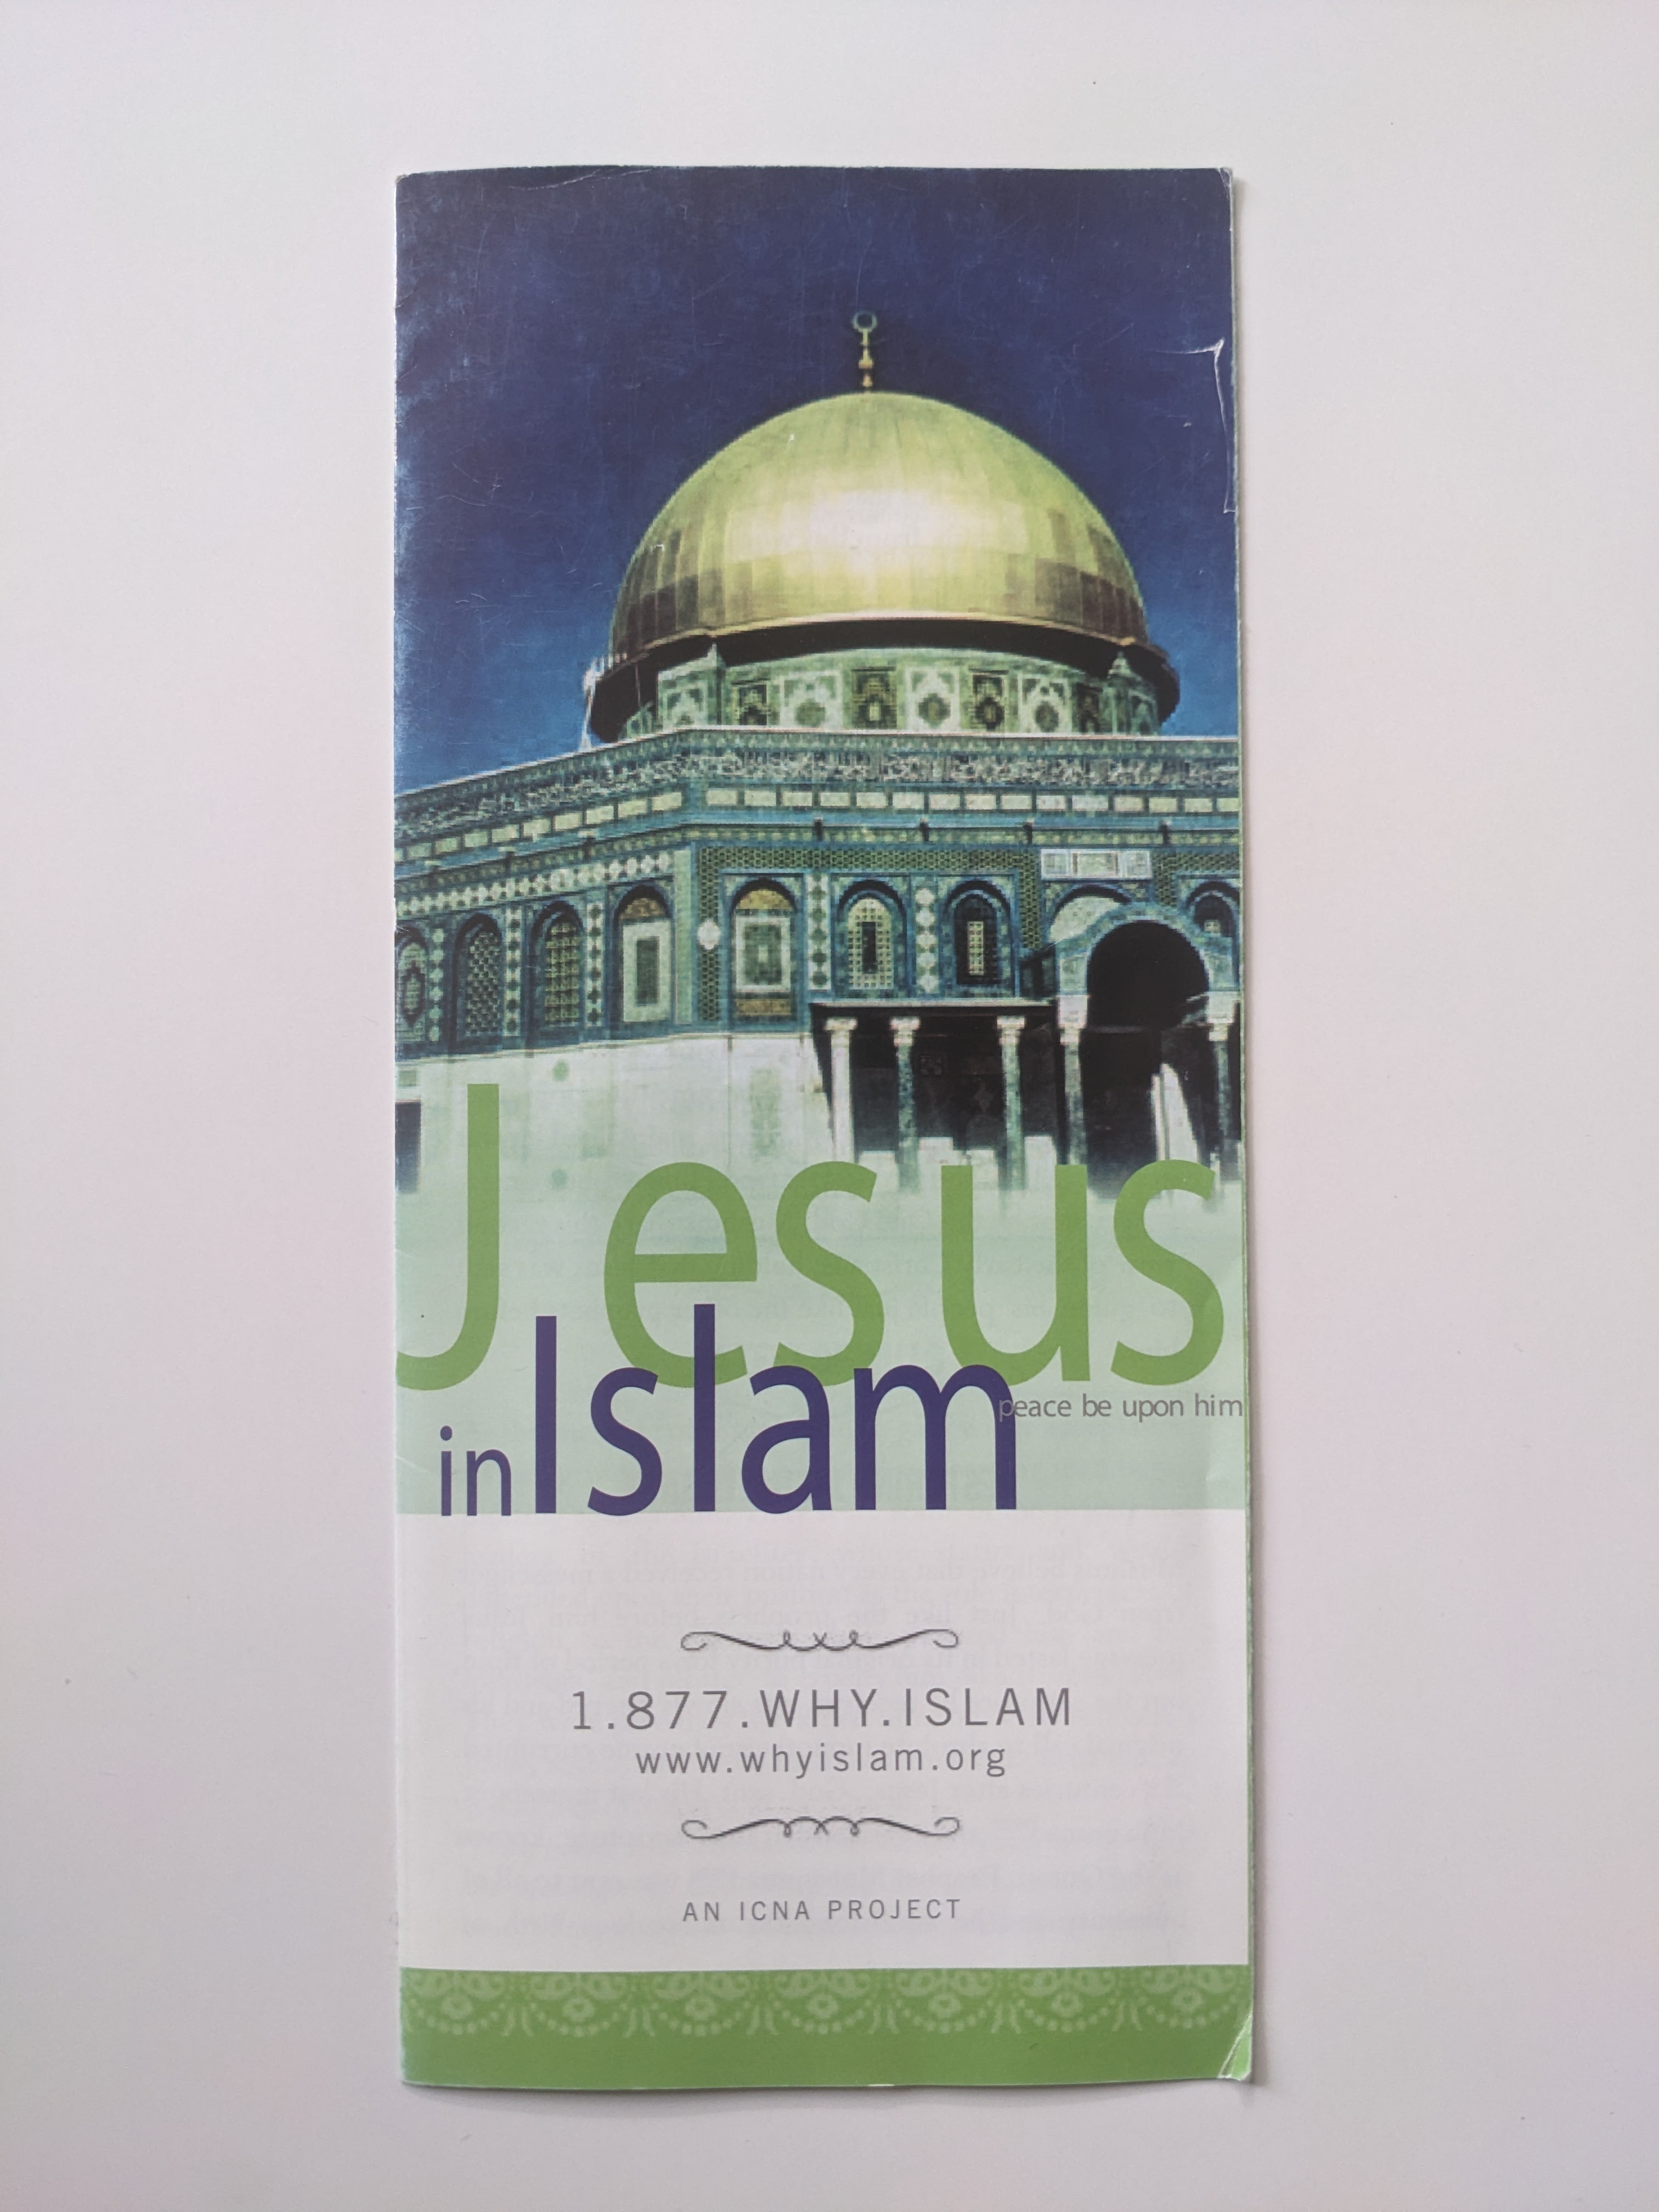 Jesus
peace be upon him
in Islam
1.877.WHY.ISLAM
www.whyislam.org
AN ICNA PROJECT